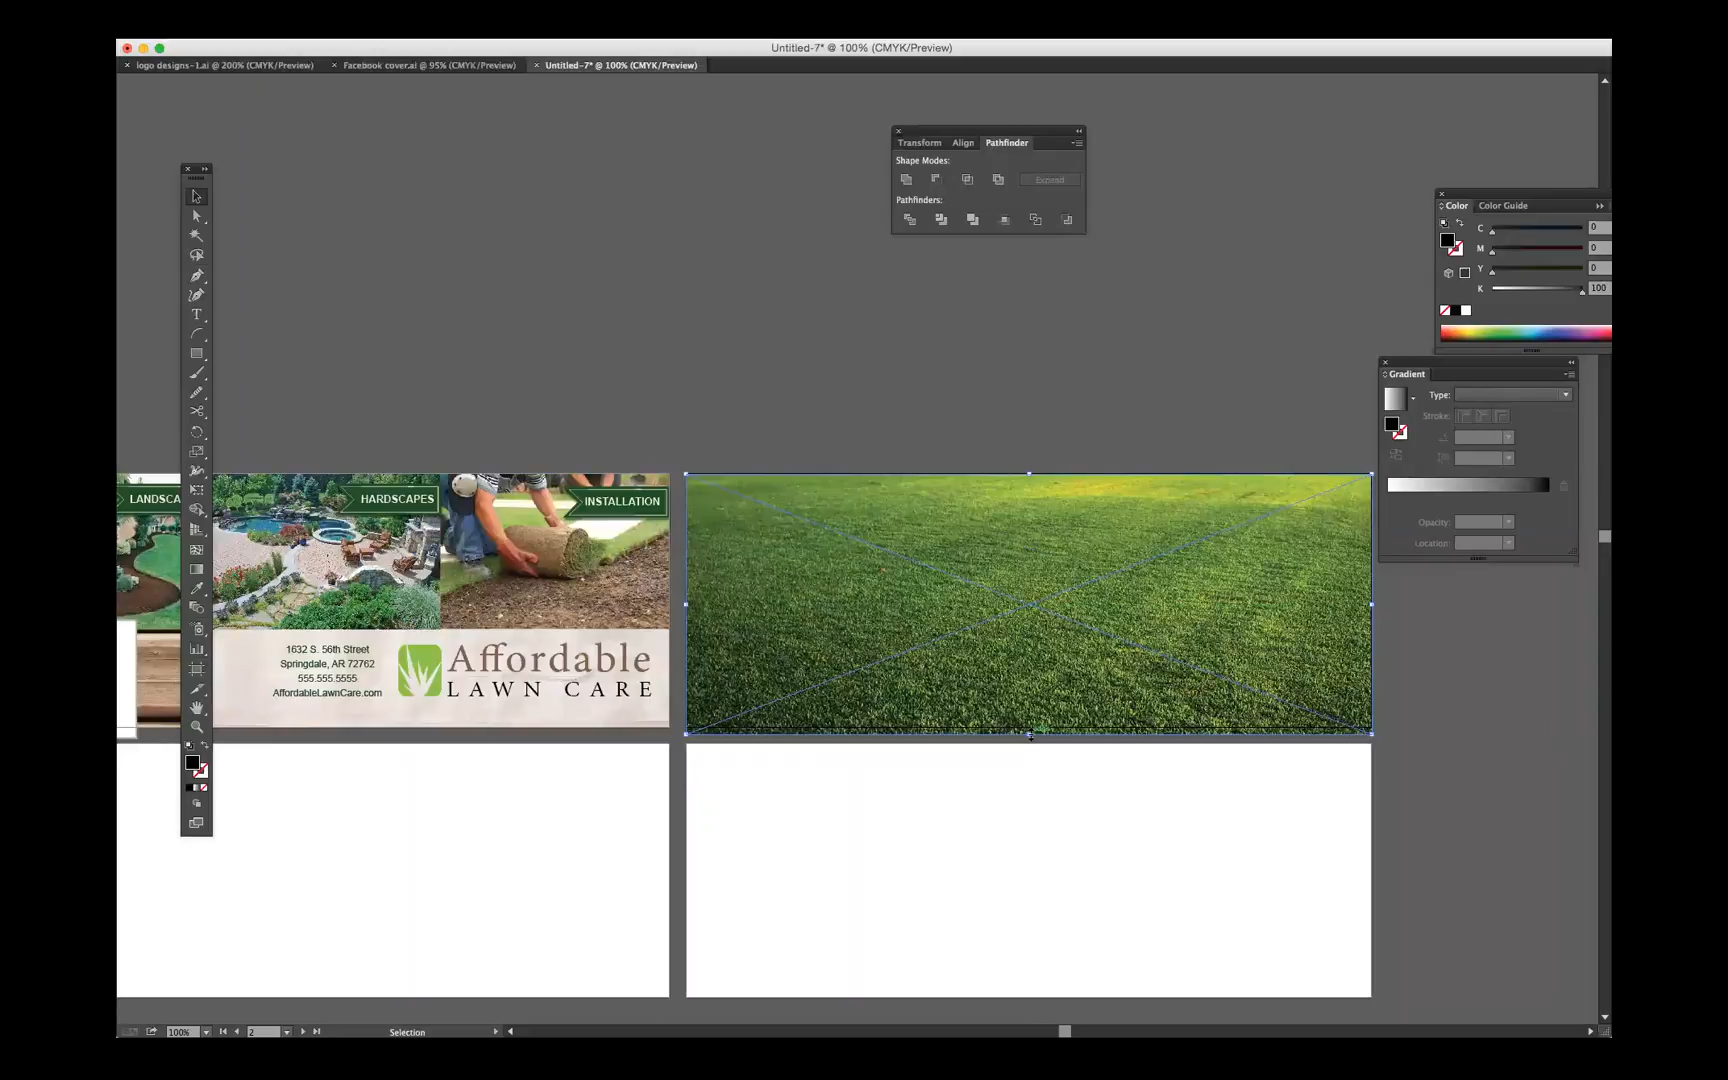 Untitled-7* @ 100% (CMYK/Preview)
logo designs-1.ai @ 200% (CMYK/Preview)
Facebook cover.ai @ 95% (CMYK/Preview)
Untitled-7* @ 100% (CMYK/Preview)
Transform Align Pathfinder
Shape Modes:
Expand
Pathfinders:
Color Color Guide
C 0
M 0
Y 0
K 100
Gradient
Type:
Stroke:
Opacity:
Location:
LANDSCA
HARDSCAPES
INSTALLATION
1632 S. 56th Street
Springdale, AR 72762
555.555.5555
AffordableLawnCare.com
Affordable
LAWN CARE
100%
2
Selection